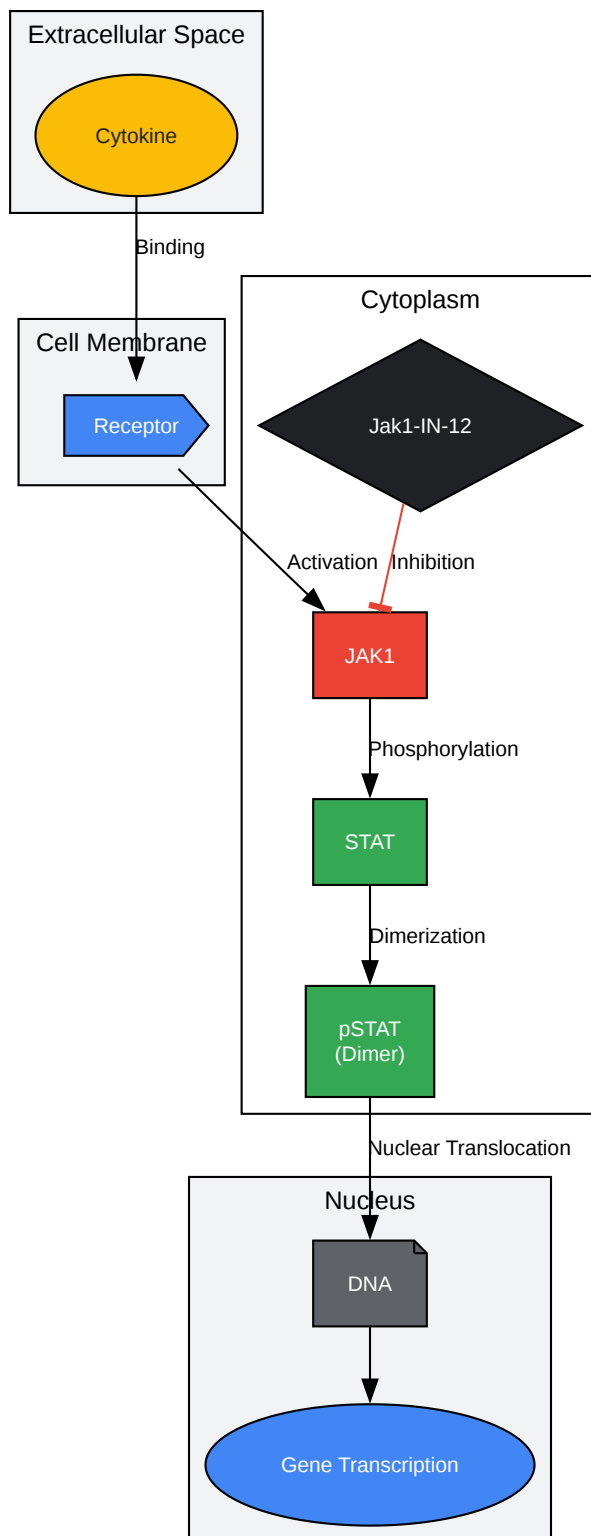 Extracellular Space
Cytokine
Binding
Cell Membrane
Receptor
Cytoplasm
Jak1-IN-12
Activation
Inhibition
JAK1
Phosphorylation
STAT
Dimerization
pSTAT
(Dimer)
Nuclear Translocation
Nucleus
DNA
Gene Transcription